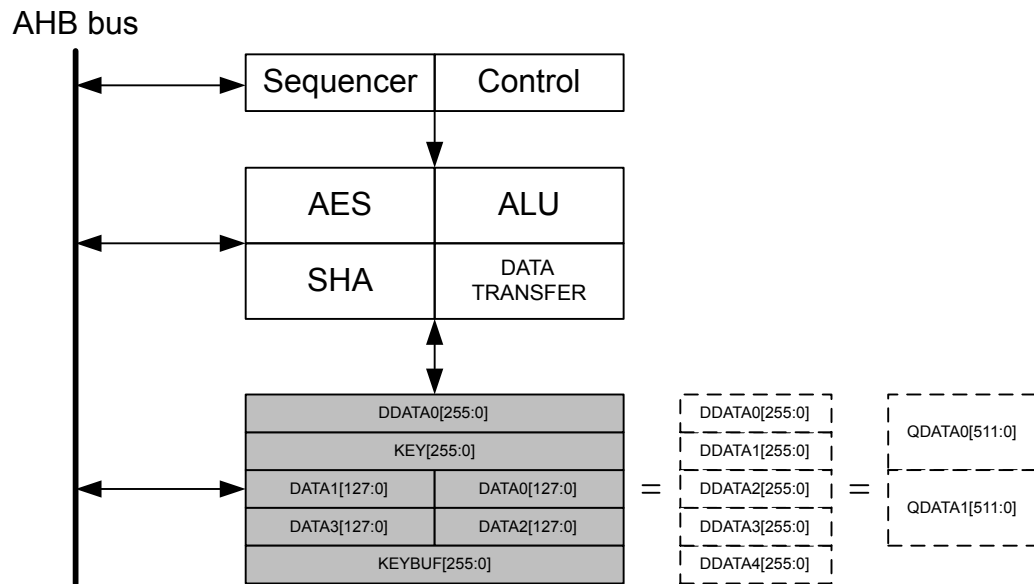 AHB bus
Sequencer
Control
AES
ALU
SHA
DATA
TRANSFER
DDATA0[255:0]
KEY[255:0]
DATA1[127:0]
DATA0[127:0]
DATA3[127:0]
DATA2[127:0]
KEYBUF[255:0]
=
DDATA0[255:0]
DDATA1[255:0]
DDATA2[255:0]
DDATA3[255:0]
DDATA4[255:0]
=
QDATA0[511:0]
QDATA1[511:0]